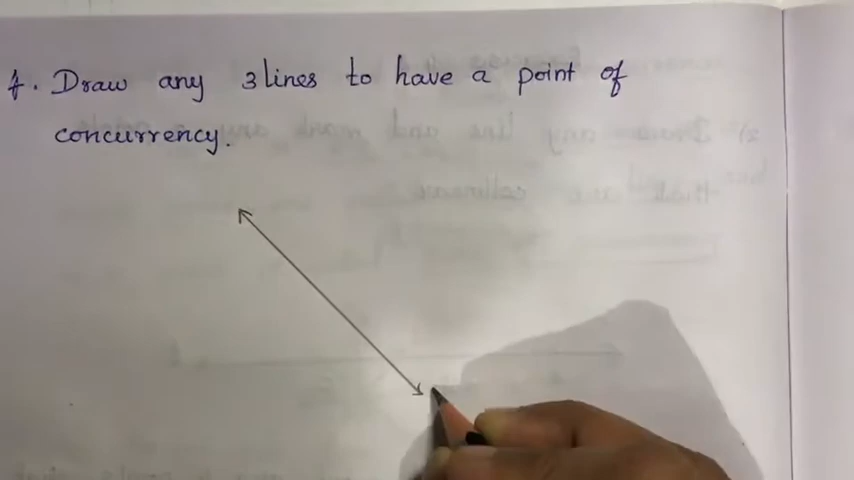 4. Draw any 3 lines to have a point of
concurrency.